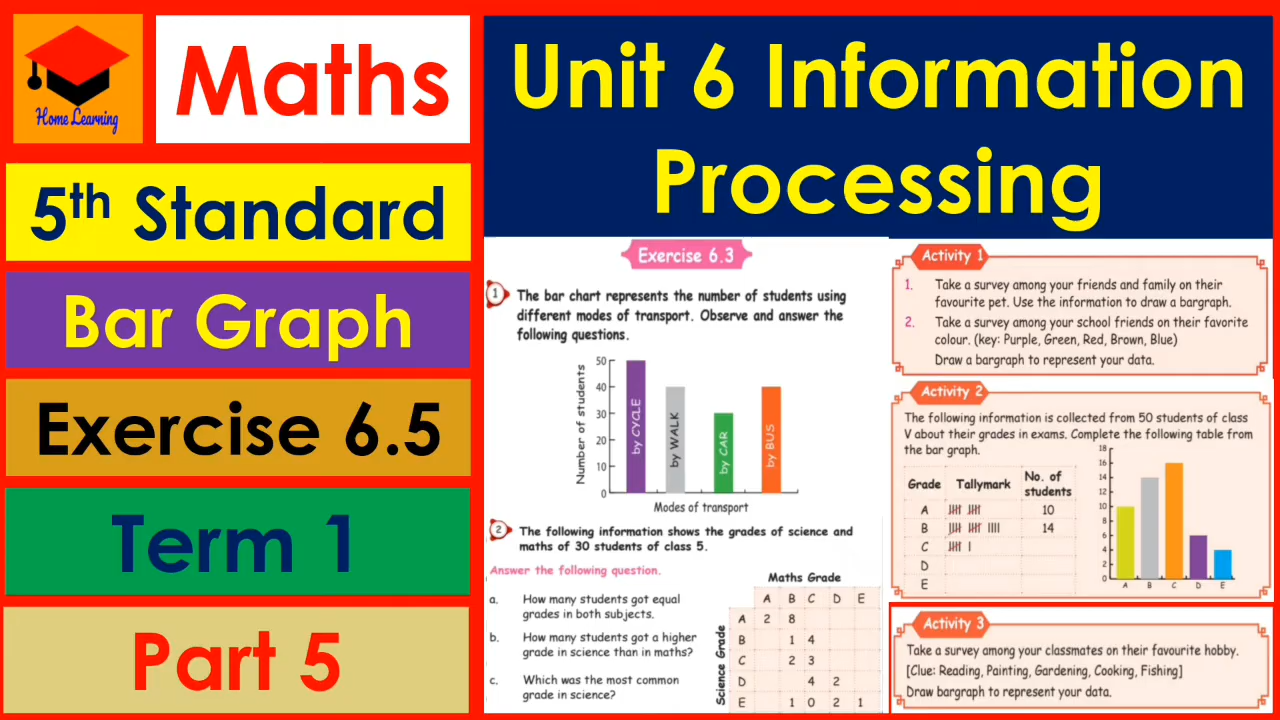 Home Learning
Maths
5th Standard
Bar Graph
Exercise 6.5
Term 1
Part 5
Unit 6 Information
Processing
Exercise 6.3
1 The bar chart represents the number of students using
different modes of transport. Observe and answer the
following questions.
Number of students
50
40
30
20
10
0
by CYCLE
by WALK
by CAR
by BUS
Modes of transport
2 The following information shows the grades of science and
maths of 30 students of class 5.
Answer the following question.
a. How many students got equal
grades in both subjects.
b. How many students got a higher
grade in science than in maths?
c. Which was the most common
grade in science?
Maths Grade
Science Grade
A B C D E
A 2 8
B 1 4
C 2 3
D 4 2
E 1 0 2 1
Activity 1
1. Take a survey among your friends and family on their
favourite pet. Use the information to draw a bargraph.
2. Take a survey among your school friends on their favorite
colour. (key: Purple, Green, Red, Brown, Blue)
Draw a bargraph to represent your data.
Activity 2
The following information is collected from 50 students of class
V about their grades in exams. Complete the following table from
the bar graph.
Grade Tallymark No. of
students
A 10
B 14
C
D
E
18
16
14
12
10
8
6
4
2
0
A B C D E
Activity 3
Take a survey among your classmates on their favourite hobby.
[Clue: Reading, Painting, Gardening, Cooking, Fishing]
Draw bargraph to represent your data.